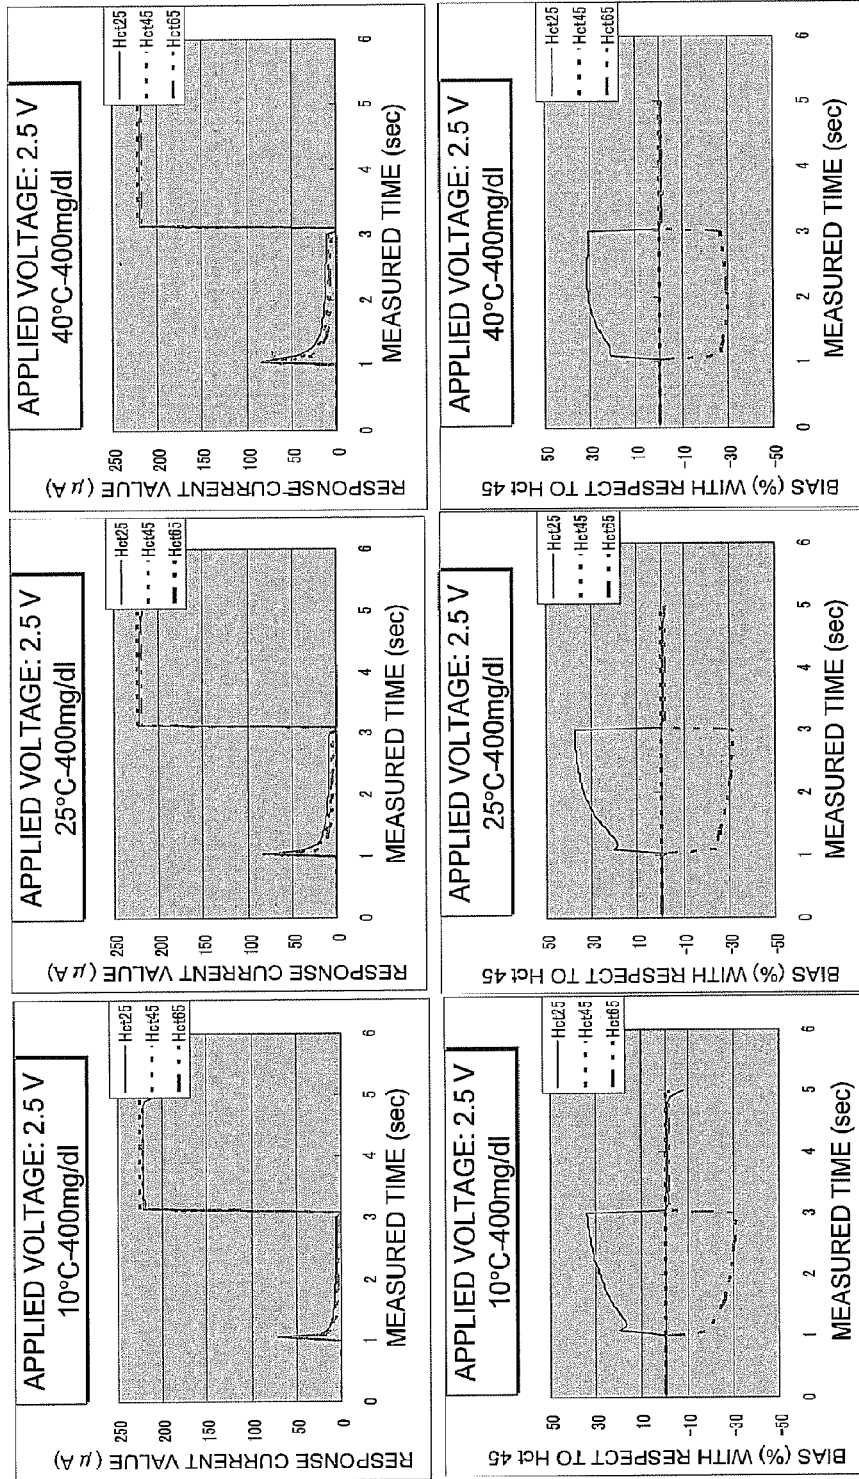 APPLIED VOLTAGE: 2.5 V
10°C-400mg/dl
RESPONSE CURRENT VALUE (μA)
250
200
150
100
50
0
Hct25
Hct45
Hct65
0 1 2 3 4 5 6
MEASURED TIME (sec)
APPLIED VOLTAGE: 2.5 V
25°C-400mg/dl
RESPONSE CURRENT VALUE (μA)
250
200
150
100
50
0
Hct25
Hct45
Hct65
0 1 2 3 4 5 6
MEASURED TIME (sec)
APPLIED VOLTAGE: 2.5 V
40°C-400mg/dl
RESPONSE CURRENT VALUE (μA)
250
200
150
100
50
0
Hct25
Hct45
Hct65
0 1 2 3 4 5 6
MEASURED TIME (sec)
APPLIED VOLTAGE: 2.5 V
10°C-400mg/dl
BIAS (%) WITH RESPECT TO Hct 45
50
30
10
-10
-30
-50
Hct25
Hct45
Hct65
0 1 2 3 4 5 6
MEASURED TIME (sec)
APPLIED VOLTAGE: 2.5 V
25°C-400mg/dl
BIAS (%) WITH RESPECT TO Hct 45
50
30
10
-10
-30
-50
Hct25
Hct45
Hct65
0 1 2 3 4 5 6
MEASURED TIME (sec)
APPLIED VOLTAGE: 2.5 V
40°C-400mg/dl
BIAS (%) WITH RESPECT TO Hct 45
50
30
10
-10
-30
-50
Hct25
Hct45
Hct65
0 1 2 3 4 5 6
MEASURED TIME (sec)